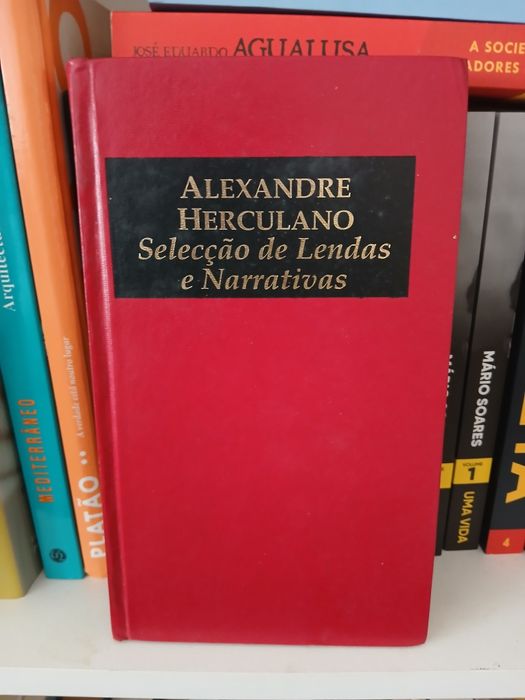 JOSÉ EDUARDO AGUALUSA
A SOCIE
ADORES
ALEXANDRE
HERCULANO
Selecção de Lendas
e Narrativas
Arquitectu
MEDITERRÂNEO
PLATÃO
A verdade está noutro lugar
MÁRIO SOARES
VOLUME
1
UMA VIDA
4